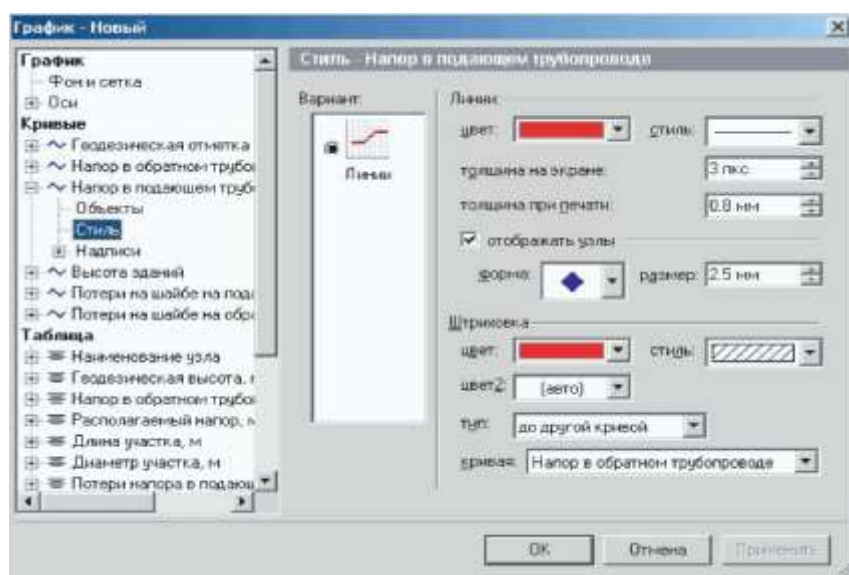 График - Новый
График
Фон и сетка
Оси
Кривые
Геодезическая отметка
Напор в обратном трубо
Напор в подающем труб
Объекты
Стиль
Надписи
Высота зданий
Потери на шайбе на под
Потери на шайбе на обр
Таблица
Наименование узла
Геодезическая высота,
Напор в обратном трубо
Располагаемый напор,
Длина участка, м
Диаметр участка, м
Потери напора в подаю
Стиль - Напор в подающем трубопроводе
Вариант:
Линии
Линии:
цвет:
стиль:
толщина на экране:
3 пкс
толщина при печати:
0.8 мм
отображать узлы
форма:
размер:
2.5 мм
Штриховка
цвет:
стиль:
цвет2:
(авто)
тип:
до другой кривой
кривая:
Напор в обратном трубопроводе
OK
Отмена
Применить